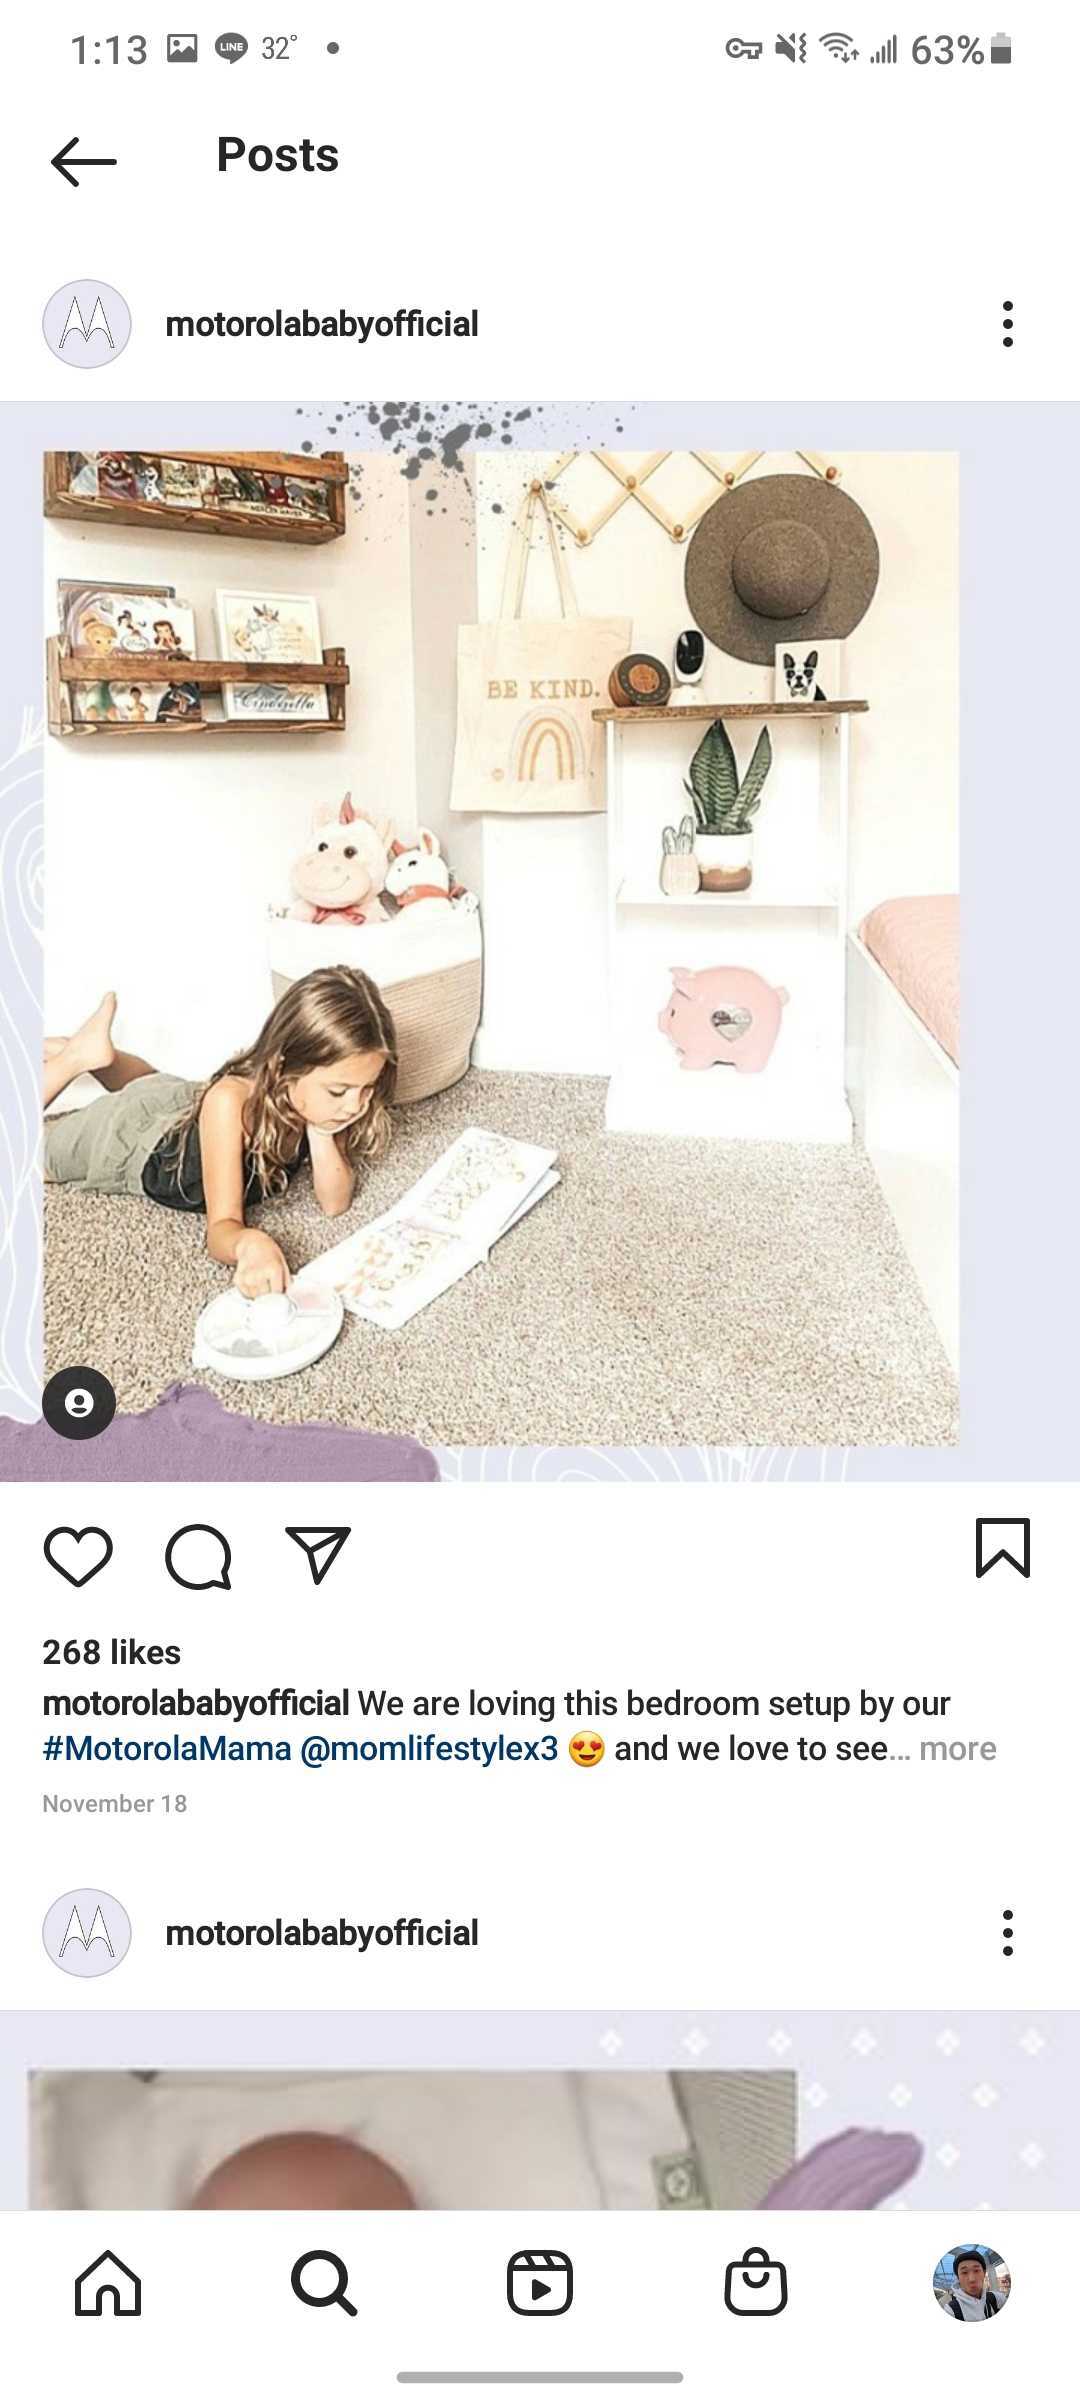 1:13 LINE 32° 63%
Posts
motorolababyofficial
BE KIND.
Cinderella
268 likes
motorolababyofficial We are loving this bedroom setup by our
#MotorolaMama @momlifestylex3 😍 and we love to see... more
November 18
motorolababyofficial